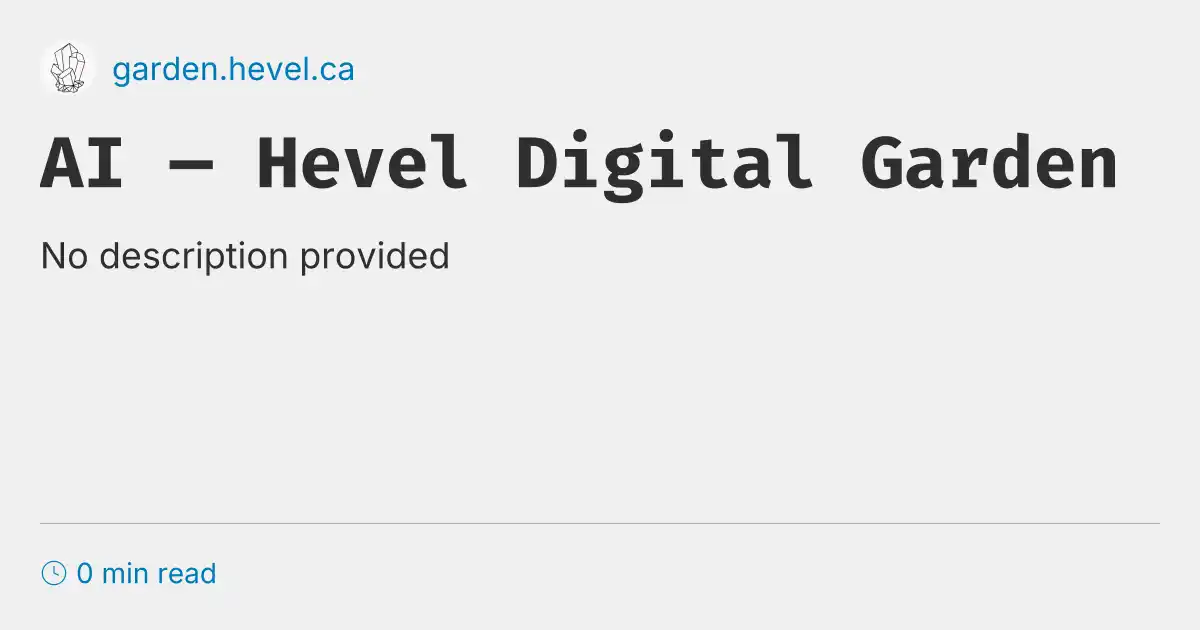 garden.hevel.ca
AI — Hevel Digital Garden
No description provided
0 min read